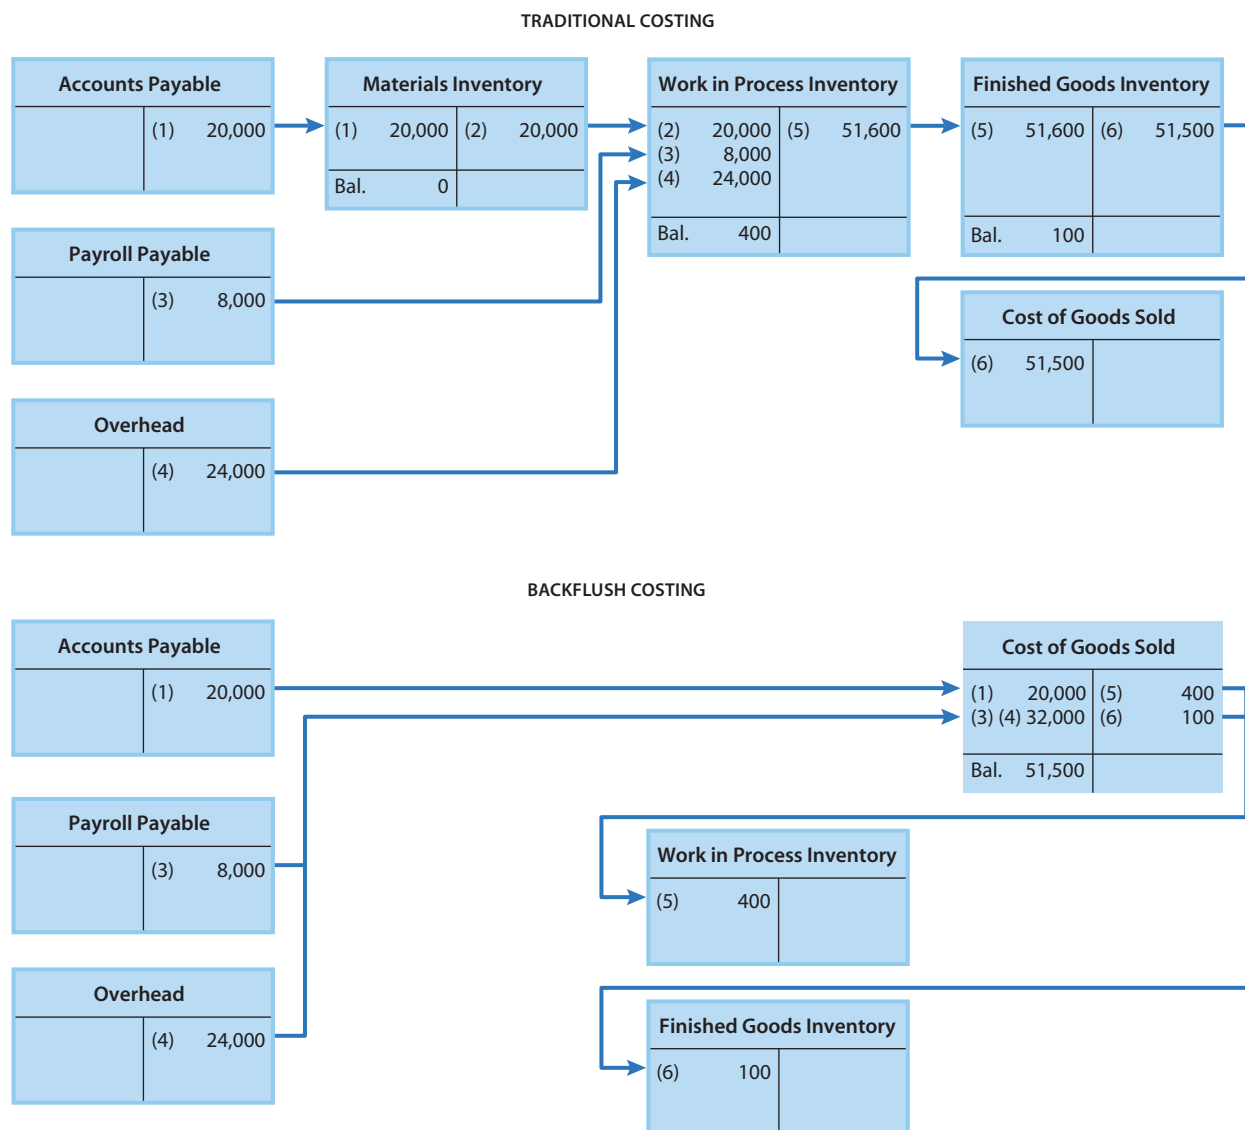 TRADITIONAL COSTING
Accounts Payable
(1) 20,000
Materials Inventory
(1) 20,000 (2) 20,000
Bal. 0
Work in Process Inventory
(2) 20,000 (5) 51,600
(3) 8,000
(4) 24,000
Bal. 400
Finished Goods Inventory
(5) 51,600 (6) 51,500
Bal. 100
Payroll Payable
(3) 8,000
Cost of Goods Sold
(6) 51,500
Overhead
(4) 24,000
BACKFLUSH COSTING
Accounts Payable
(1) 20,000
Cost of Goods Sold
(1) 20,000 (5) 400
(3) (4) 32,000 (6) 100
Bal. 51,500
Payroll Payable
(3) 8,000
Work in Process Inventory
(5) 400
Overhead
(4) 24,000
Finished Goods Inventory
(6) 100